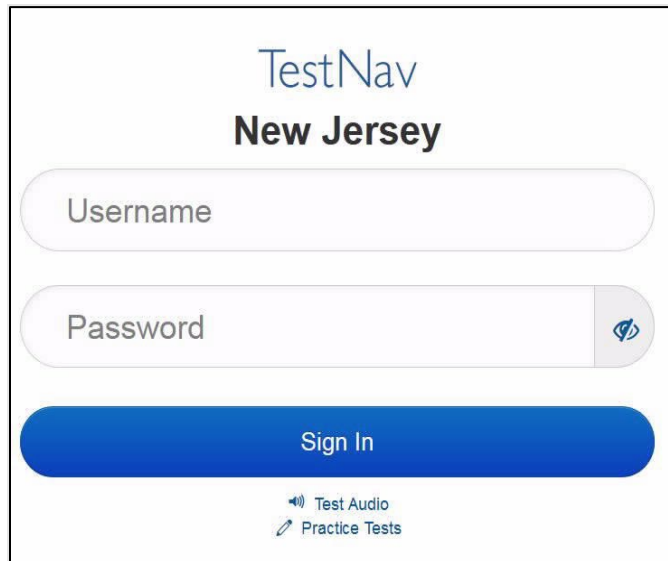 TestNav
New Jersey
Username
Password
Sign In
Test Audio
Practice Tests